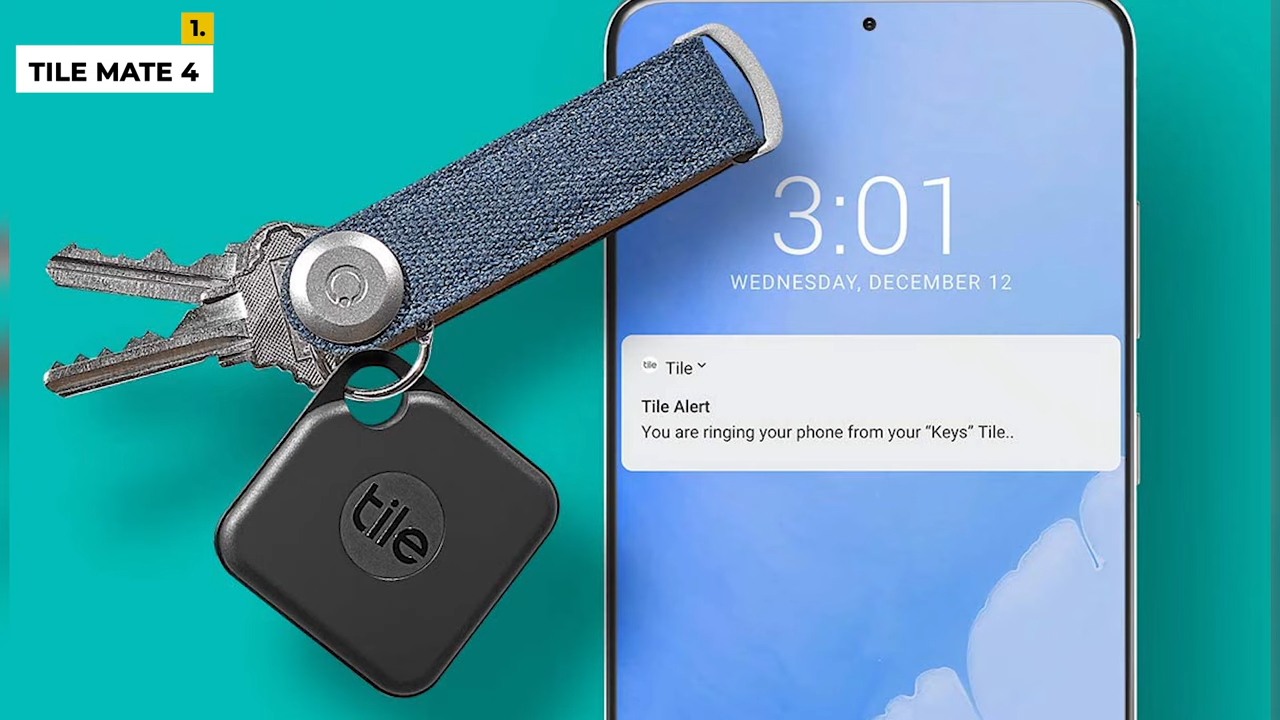 1.
TILE MATE 4
3:01
WEDNESDAY, DECEMBER 12
tile Tile
Tile Alert
You are ringing your phone from your “Keys” Tile..
tile